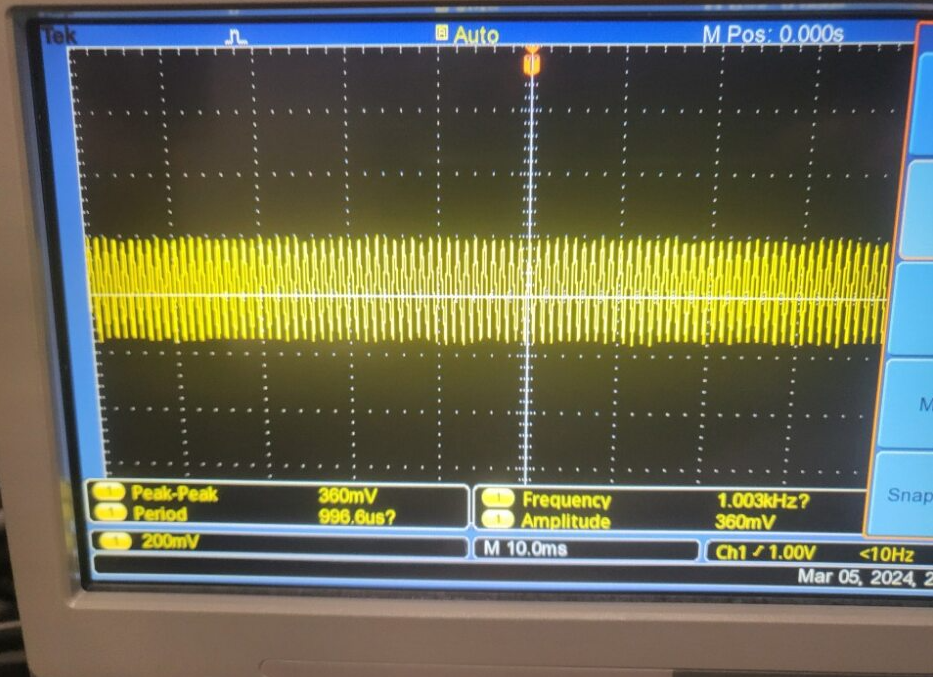 Tek Auto M Pos: 0.000s
1 Peak-Peak 360mV
1 Period 996.6us?
1 Frequency 1.003kHz?
1 Amplitude 360mV
1 200mV M 10.0ms Ch1 1.00V <10Hz
Mar 05, 2024, 2
M
Snap